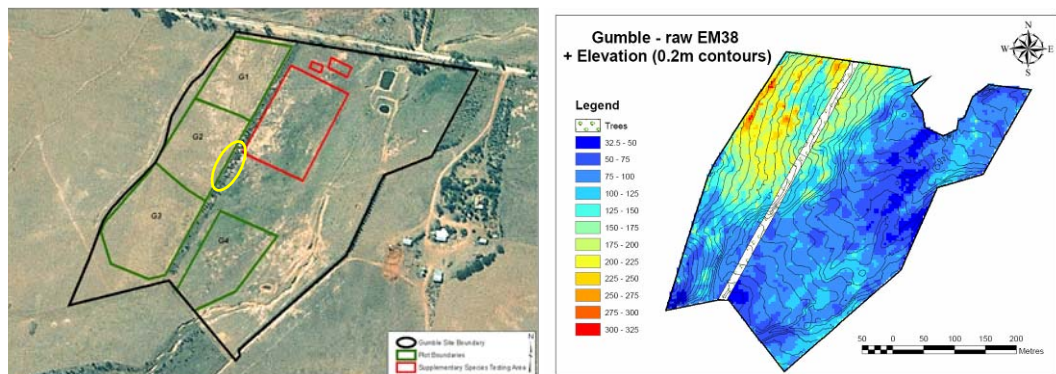 G1
G2
G3
G4
Gumble Site Boundary
Plot Boundaries
Supplementary Species Testing Area
N
Gumble - raw EM38
+ Elevation (0.2m contours)
N
W E
S
Legend
Trees
32.5 - 50
50 - 75
75 - 100
100 - 125
125 - 150
150 - 175
175 - 200
200 - 225
225 - 250
250 - 275
275 - 300
300 - 325
50 0 50 100 150 200
Metres